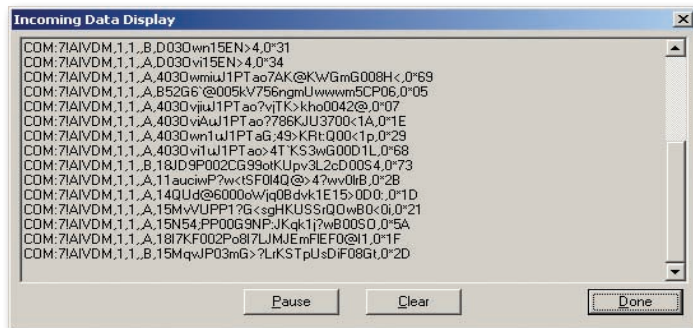 Incoming Data Display
COM:7!AIVDM,1,1,,B,D03Own15EN>4,0*31
COM:7!AIVDM,1,1,,A,D03Ovi15EN>4,0*34
COM:7!AIVDM,1,1,,A,403OwmiuJ1PTao7AK@KWGmG008H<,0*69
COM:7!AIVDM,1,1,,A,B52G6`@005kV756ngmUwwwm5CP06,0*05
COM:7!AIVDM,1,1,,A,403OvjiuJ1PTao?vjTK>kho0042@,0*07
COM:7!AIVDM,1,1,,A,403OviAuJ1PTao?786KJU3700<1A,0*1E
COM:7!AIVDM,1,1,,A,403Own1uJ1PTaG;49>KRt:Q00<1p,0*29
COM:7!AIVDM,1,1,,A,403Ovi1uJ1PTao>4T`KS3wG00D1L,0*68
COM:7!AIVDM,1,1,,B,18JD9P002CG99otKUpv3L2cD00S4,0*73
COM:7!AIVDM,1,1,,A,11auciwP?w<tSF0l4Q@>4?wv0lrB,0*2B
COM:7!AIVDM,1,1,,A,14QUd@6000oWjq0Bdvk1E15>0D0:,0*1D
COM:7!AIVDM,1,1,,A,15MvVUPP1?G<sgHKUSSrQOwB0<0i,0*21
COM:7!AIVDM,1,1,,A,15N54;PP00G9NP:JKqk1j?wB00SO,0*5A
COM:7!AIVDM,1,1,,A,18I7KF002Po8I7LJMJEmFlEF0@I1,0*1F
COM:7!AIVDM,1,1,,B,15MqvJP03mG>?LrKSTpUsDiF08Gt,0*2D
Pause Clear Done